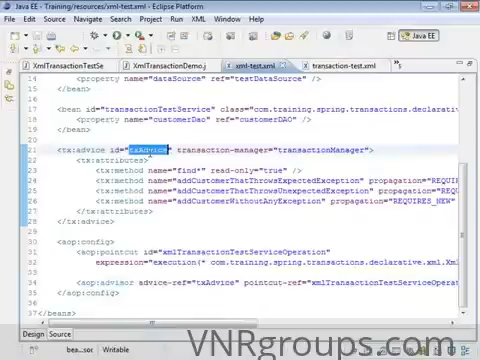 Java EE - Training/resources/xml-test.xml - Eclipse Platform
File Edit Source Navigate Search Project Run XML Window Help
Java EE
XmlTransactionTestSe XmlTransactionDemo.j xml-test.xml transaction-test.xml
14 <property name="dataSource" ref="testDataSource" />
15 </bean>
16
17 <bean id="transactionTestService" class="com.training.spring.transactions.declarative
18 <property name="customerDao" ref="customerDAO" />
19 </bean>
20
21 <tx:advice id="txAdvice" transaction-manager="transactionManager">
22 <tx:attributes>
23 <tx:method name="find*" read-only="true" />
24 <tx:method name="addCustomerThatThrowsExpectedException" propagation="REQUIR
25 <tx:method name="addCustomerThatThrowsUnexpectedException" propagation="REQU
26 <tx:method name="addCustomerWithoutAnyException" propagation="REQUIRES_NEW"
27 </tx:attributes>
28 </tx:advice>
29
30 <aop:config>
31 <aop:pointcut id="xmlTransactionTestServiceOperation"
32 expression="execution(* com.training.spring.transactions.declarative.xml.Xml
33
34 <aop:advisor advice-ref="txAdvice" pointcut-ref="xmlTransactionTestServiceOperation"
35 </aop:config>
36
37 </beans>
Design Source
bea...sor Writable
VNRgroups.com